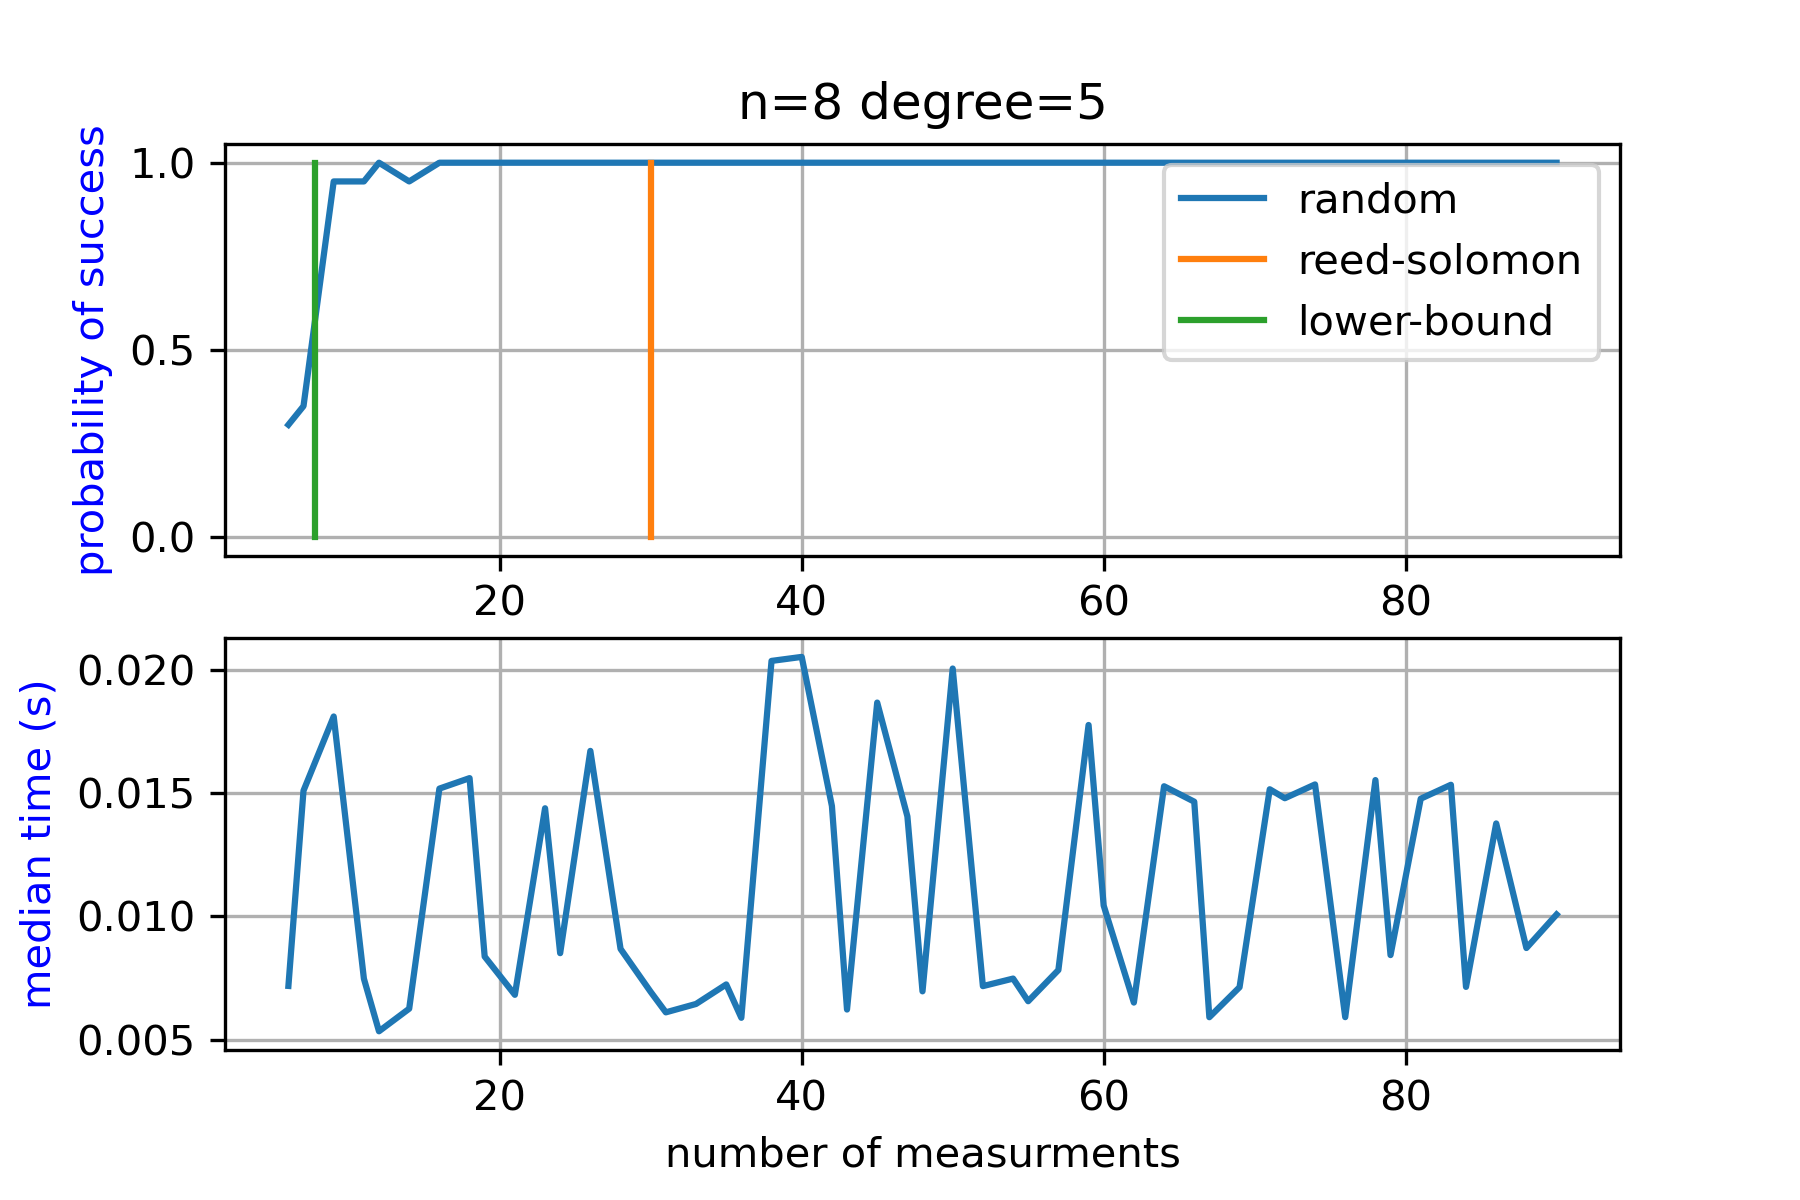 n=8 degree=5
probability of success
1.0
0.5
0.0
random
reed-solomon
lower-bound
20 40 60 80
median time (s)
0.020
0.015
0.010
0.005
20 40 60 80
number of measurments